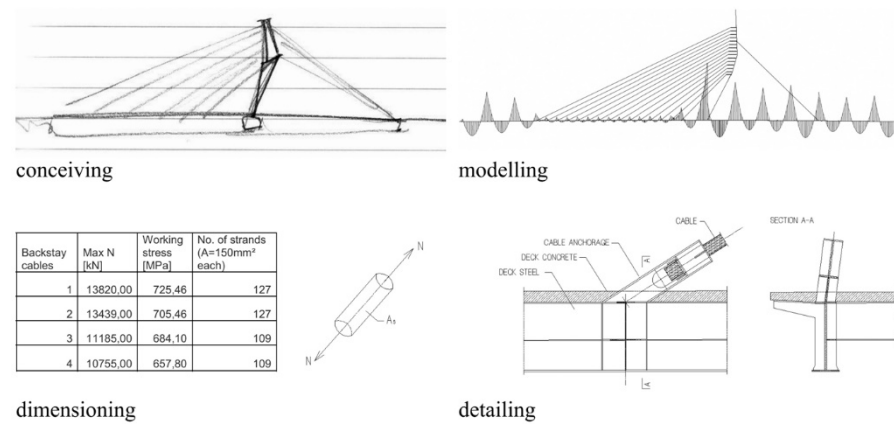 conceiving
modelling
Backstay cables Max N [kN] Working stress [MPa] No. of strands (A=150mm² each)
1 13820,00 725,46 127
2 13439,00 705,46 127
3 11185,00 684,10 109
4 10755,00 657,80 109
N
As
N
CABLE
SECTION A-A
CABLE ANCHORAGE
DECK CONCRETE
DECK STEEL
A
A
dimensioning
detailing